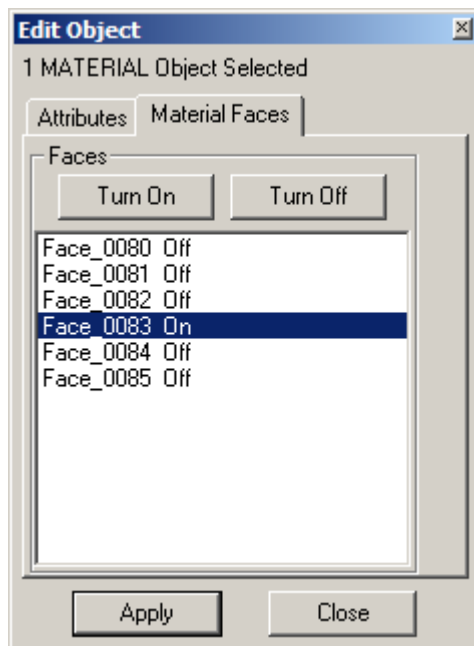 Edit Object
1 MATERIAL Object Selected
Attributes Material Faces
Faces
Turn On Turn Off
Face_0080 Off
Face_0081 Off
Face_0082 Off
Face_0083 On
Face_0084 Off
Face_0085 Off
Apply Close